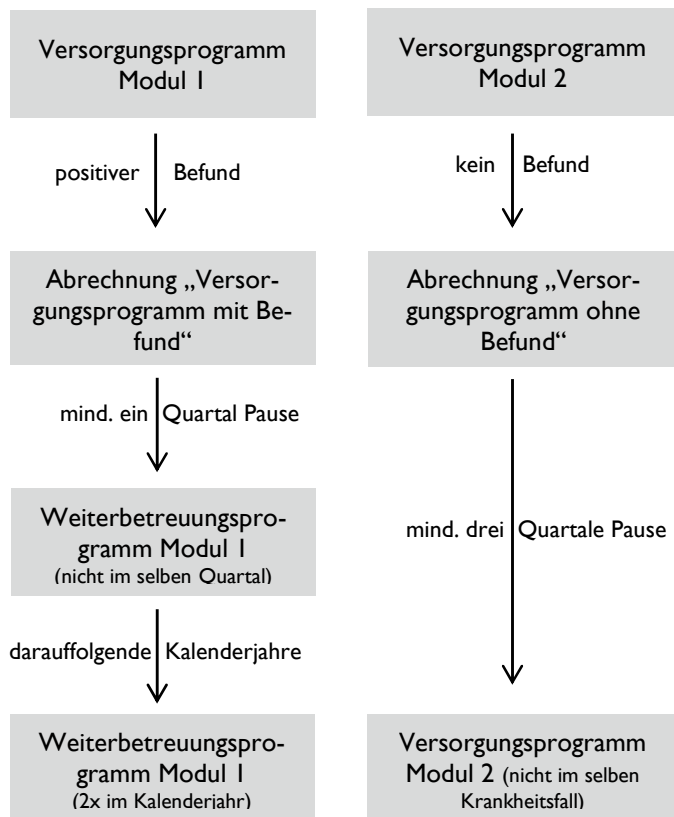 Versorgungsprogramm
Modul 1
positiver Befund
Abrechnung „Versor-
gungsprogramm mit Be-
fund“
mind. ein Quartal Pause
Weiterbetreuungspro-
gramm Modul 1
(nicht im selben Quartal)
darauffolgende Kalenderjahre
Weiterbetreuungspro-
gramm Modul 1
(2x im Kalenderjahr)
Versorgungsprogramm
Modul 2
kein Befund
Abrechnung „Versor-
gungsprogramm ohne
Befund“
mind. drei Quartale Pause
Versorgungsprogramm
Modul 2 (nicht im selben
Krankheitsfall)